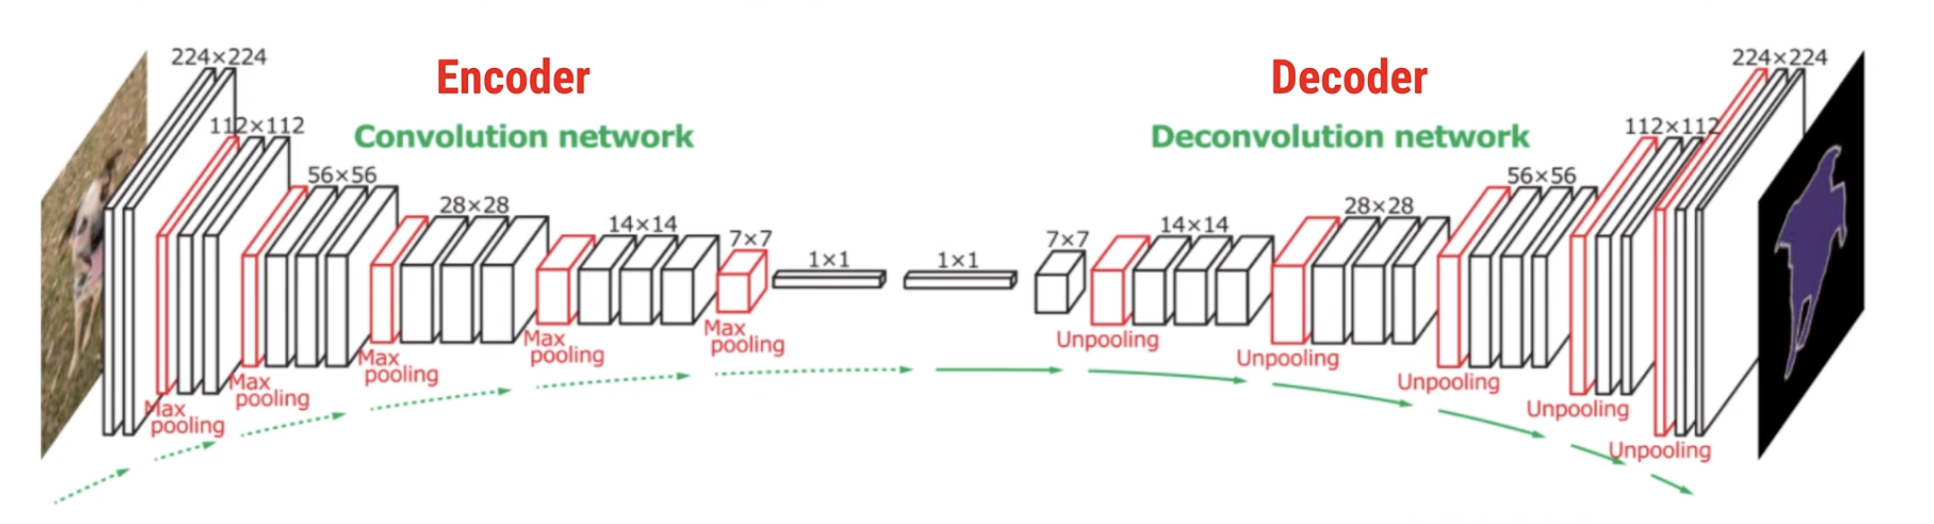 Encoder
Decoder
Convolution network
Deconvolution network
224×224
112×112
56×56
28×28
14×14
7×7
1×1
1×1
7×7
14×14
28×28
56×56
112×112
224×224
Max
pooling
Max
pooling
Max
pooling
Max
pooling
Max
pooling
Unpooling
Unpooling
Unpooling
Unpooling
Unpooling